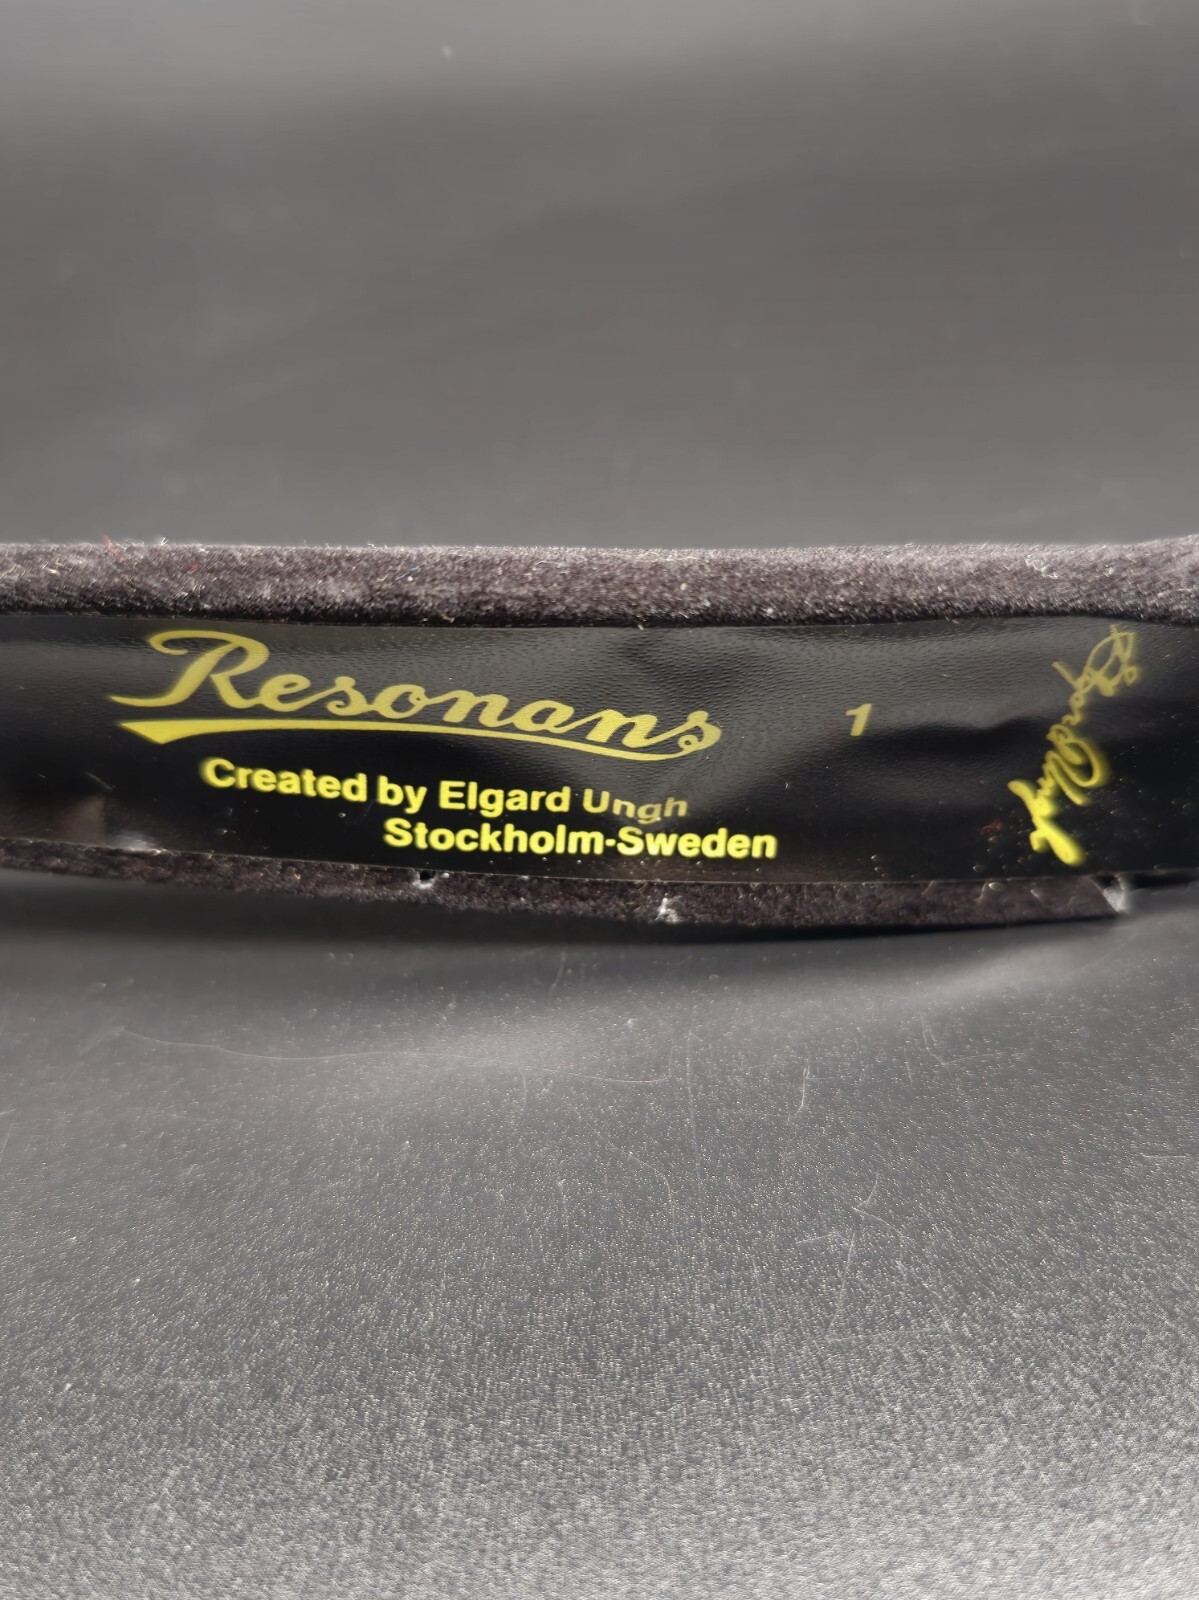 Resonans
1
Created by Elgard Ungh
Stockholm-Sweden